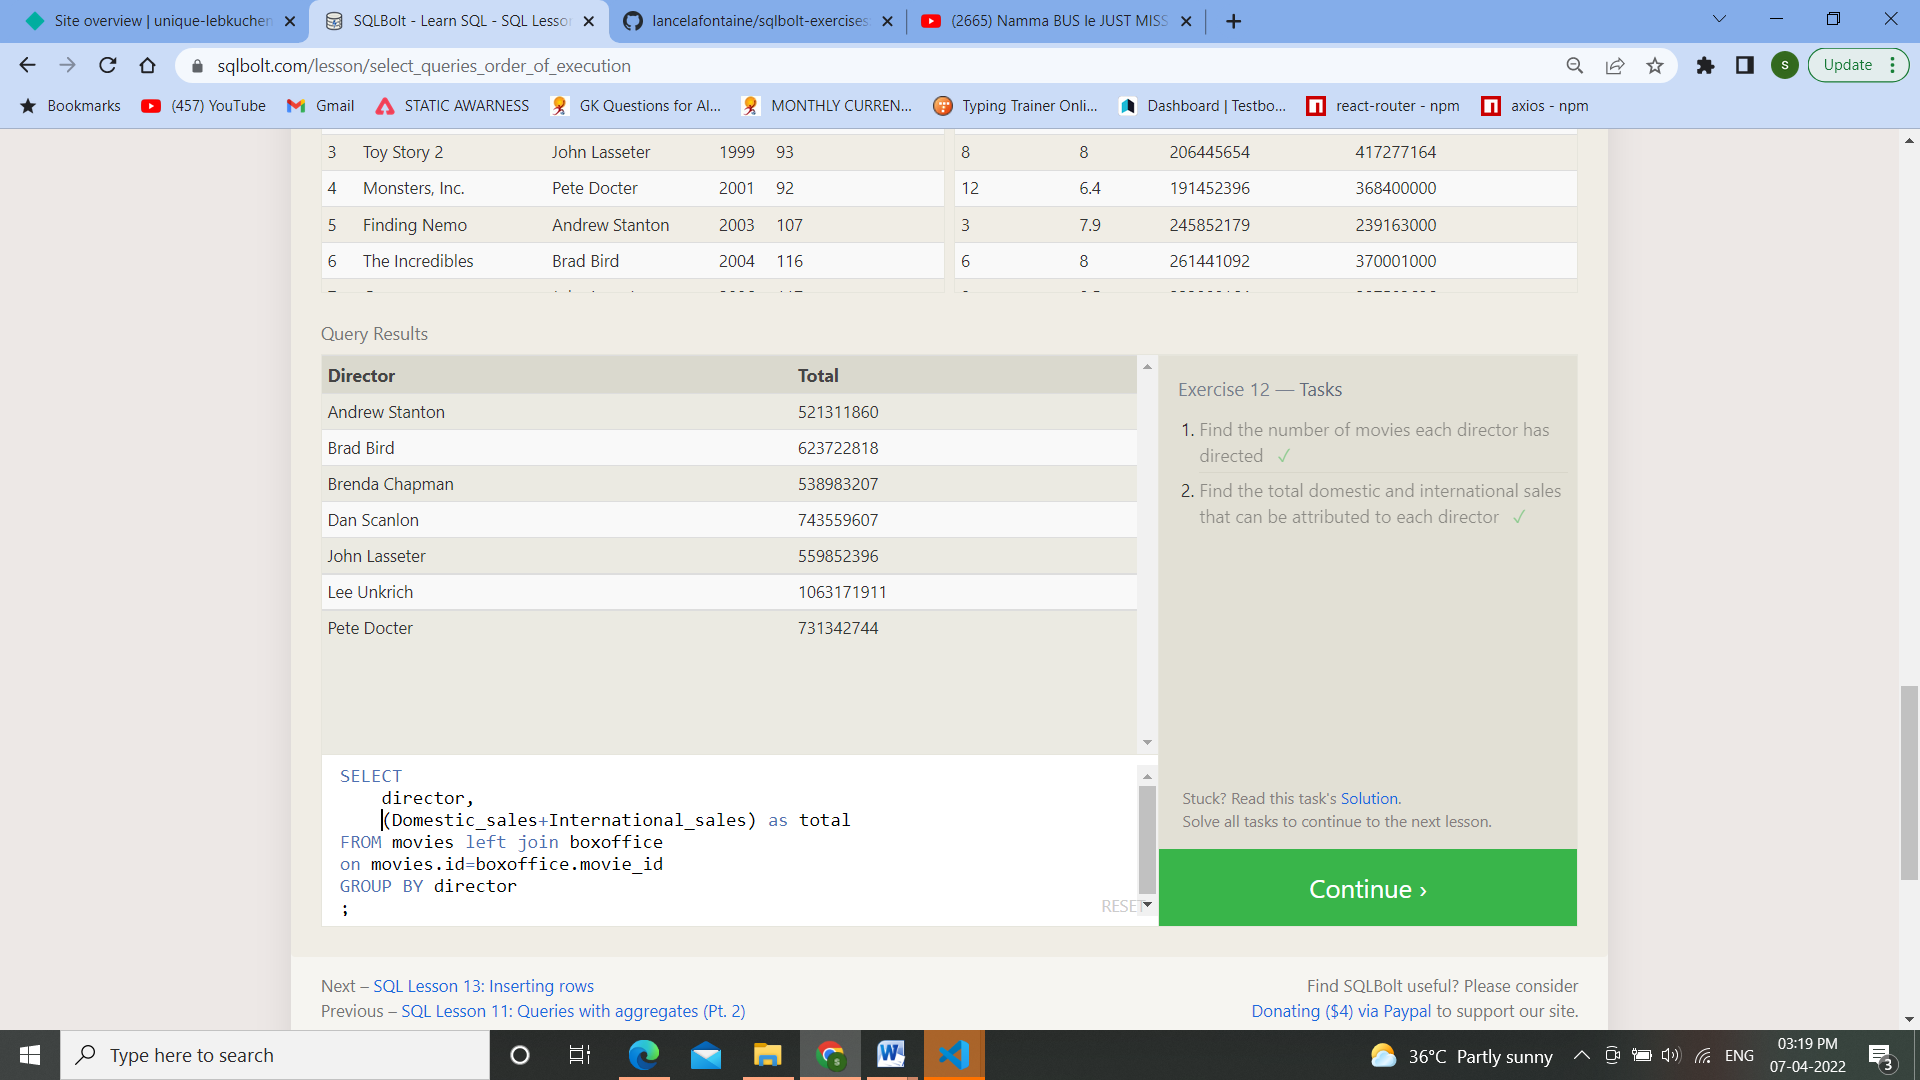 Site overview | unique-lebkuchen
SQLBolt - Learn SQL - SQL Lesson
lancelafontaine/sqlbolt-exercises
(2665) Namma BUS le JUST MISS
sqlbolt.com/lesson/select_queries_order_of_execution
S
Update
Bookmarks
(457) YouTube
Gmail
STATIC AWARNESS
GK Questions for Al...
MONTHLY CURREN...
Typing Trainer Onli...
Dashboard | Testbo...
react-router - npm
axios - npm
3 Toy Story 2 John Lasseter 1999 93
8 8 206445654 417277164
4 Monsters, Inc. Pete Docter 2001 92
12 6.4 191452396 368400000
5 Finding Nemo Andrew Stanton 2003 107
3 7.9 245852179 239163000
6 The Incredibles Brad Bird 2004 116
6 8 261441092 370001000
Query Results
Director Total
Andrew Stanton 521311860
Brad Bird 623722818
Brenda Chapman 538983207
Dan Scanlon 743559607
John Lasseter 559852396
Lee Unkrich 1063171911
Pete Docter 731342744
Exercise 12 — Tasks
1. Find the number of movies each director has
directed ✓
2. Find the total domestic and international sales
that can be attributed to each director ✓
Stuck? Read this task's Solution.
Solve all tasks to continue to the next lesson.
Continue ›
SELECT
director,
(Domestic_sales+International_sales) as total
FROM movies left join boxoffice
on movies.id=boxoffice.movie_id
GROUP BY director
;
RESET
Next – SQL Lesson 13: Inserting rows
Previous – SQL Lesson 11: Queries with aggregates (Pt. 2)
Find SQLBolt useful? Please consider
Donating ($4) via Paypal to support our site.
Type here to search
36°C Partly sunny
ENG
03:19 PM
07-04-2022
3